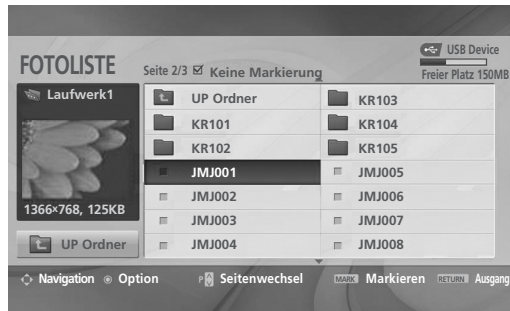 USB Device
FOTOLISTE
Seite 2/3 Keine Markierung
Freier Platz 150MB
Laufwerk1
1366×768, 125KB
UP Ordner
UP Ordner
KR101
KR102
JMJ001
JMJ002
JMJ003
JMJ004
KR103
KR104
KR105
JMJ005
JMJ006
JMJ007
JMJ008
Navigation Option P Seitenwechsel MARK Markieren RETURN Ausgang